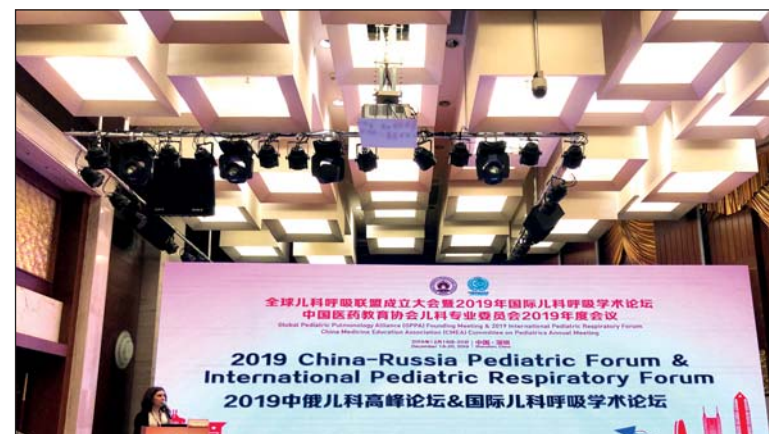 全球儿科呼吸联盟成立大会暨2019年国际儿科呼吸学术论坛
中国医药教育协会儿科专业委员会2019年度会议
Global Pediatric Pulmonology Alliance (GPPA) Founding Meeting & 2019 International Pediatric Respiratory Forum
China Medicine Education Association (CMEA) Committee on Pediatrics Annual Meeting
2019 China-Russia Pediatric Forum &
International Pediatric Respiratory Forum
2019中俄儿科高峰论坛&国际儿科呼吸学术论坛